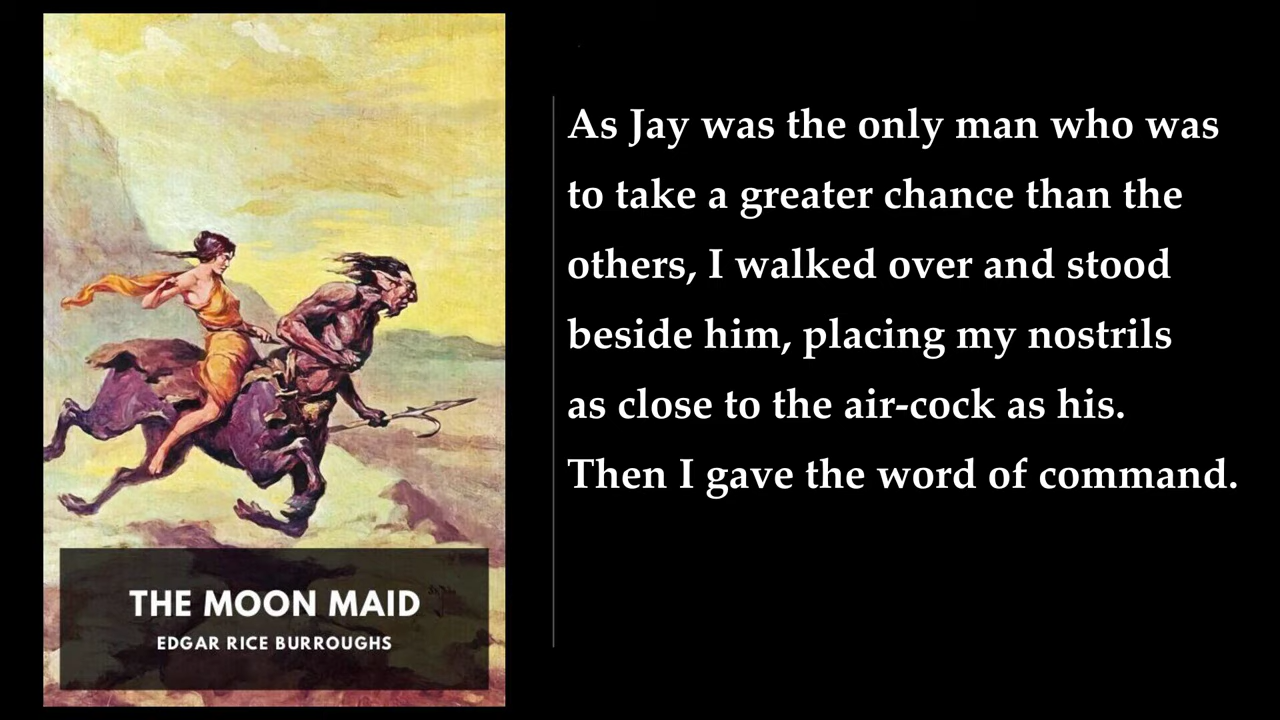 THE MOON MAID
EDGAR RICE BURROUGHS
As Jay was the only man who was
to take a greater chance than the
others, I walked over and stood
beside him, placing my nostrils
as close to the air-cock as his.
Then I gave the word of command.